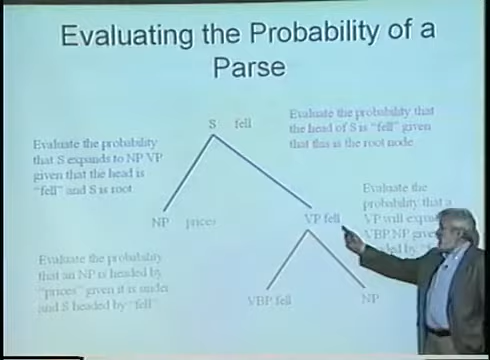 Evaluating the Probability of a
Parse
S fell
Evaluate the probability that
the head of S is "fell" given
that this is the root node
Evaluate the probability
that S expands to NP VP
given that the head is
"fell" and S is root
NP prices
VP fell
Evaluate the
probability that a
VP will
VBP NP
by
Evaluate the probability
that an NP is headed by
"prices" given it is under
and S headed by "fell"
VBP fell
NP